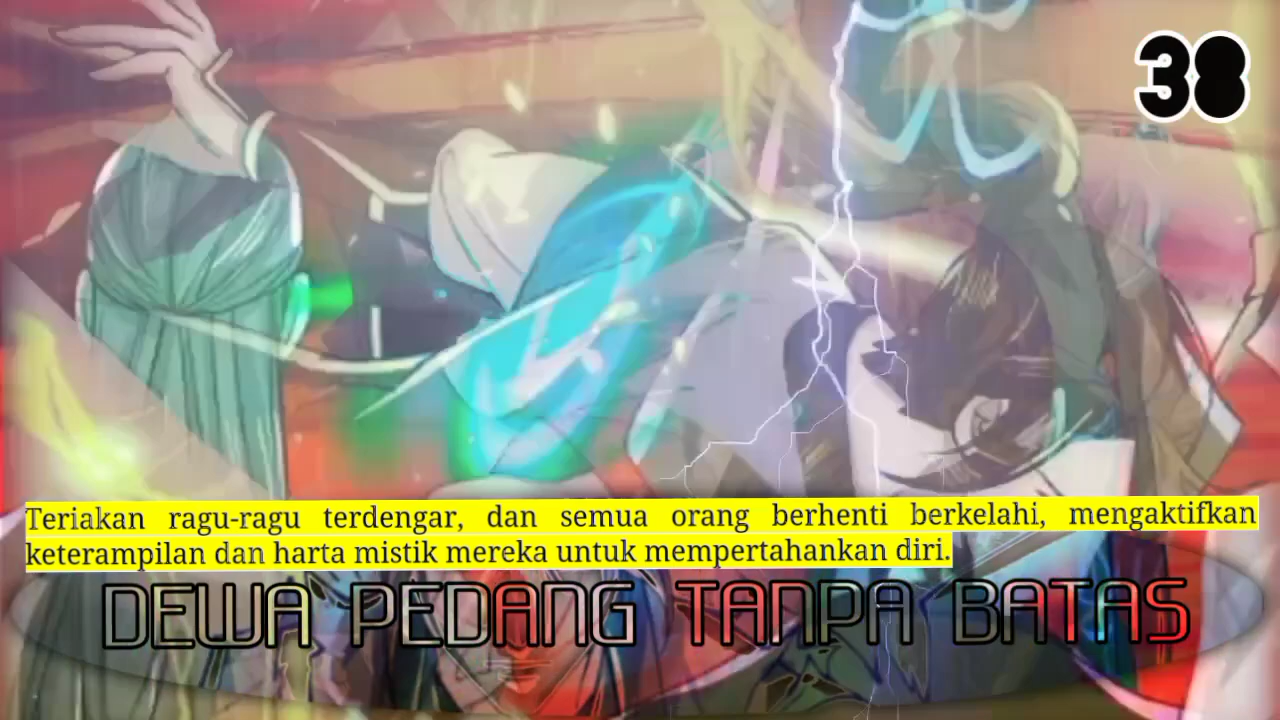 38
Teriakan ragu-ragu terdengar, dan semua orang berhenti berkelahi, mengaktifkan
keterampilan dan harta mistik mereka untuk mempertahankan diri.
DEWA PEDANG TANPA BATAS